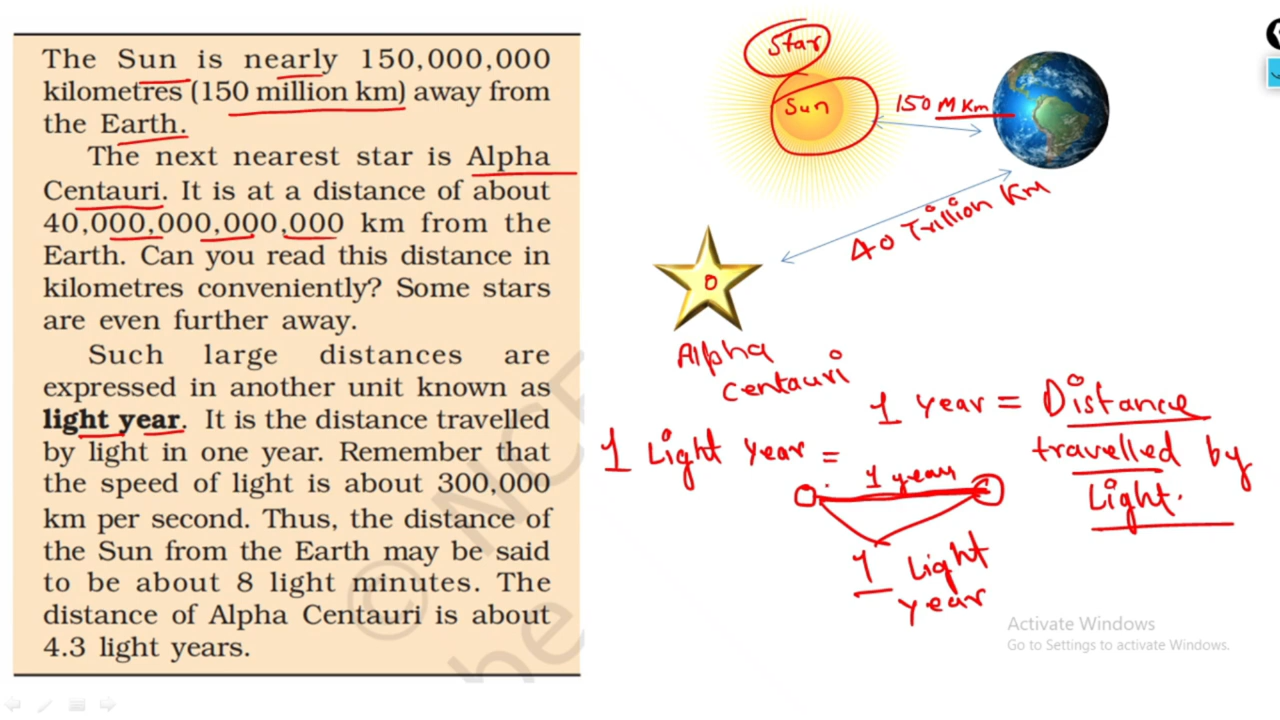 The Sun is nearly 150,000,000
kilometres (150 million km) away from
the Earth.
The next nearest star is Alpha
Centauri. It is at a distance of about
40,000,000,000,000 km from the
Earth. Can you read this distance in
kilometres conveniently? Some stars
are even further away.
Such large distances are
expressed in another unit known as
light year. It is the distance travelled
by light in one year. Remember that
the speed of light is about 300,000
km per second. Thus, the distance of
the Sun from the Earth may be said
to be about 8 light minutes. The
distance of Alpha Centauri is about
4.3 light years.
Star
Sun
150 M Km
40 Trillion Km
Alpha
Centauri
1 year = Distance
travelled by
Light.
1 Light Year =
1 year
1 Light
year
Activate Windows
Go to Settings to activate Windows.